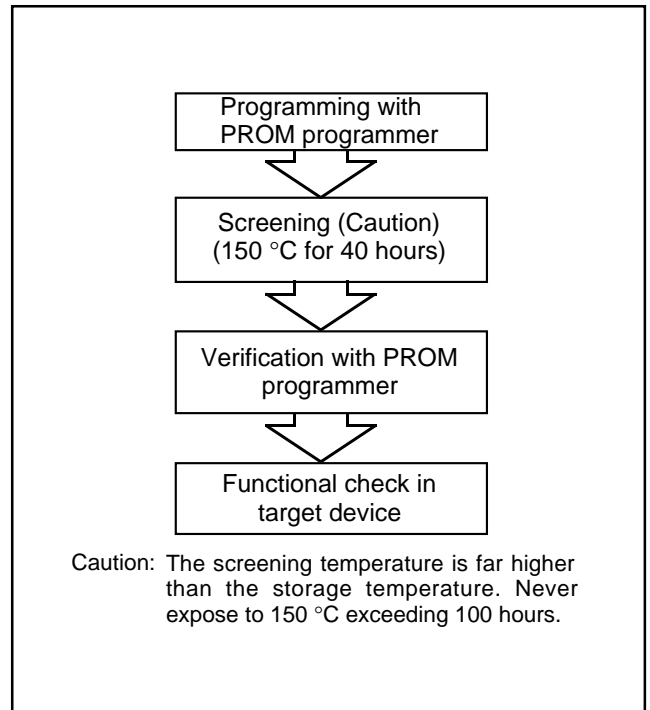 Programming with
PROM programmer
Screening (Caution)
(150 °C for 40 hours)
Verification with PROM
programmer
Functional check in
target device
Caution: The screening temperature is far higher
than the storage temperature. Never
expose to 150 °C exceeding 100 hours.